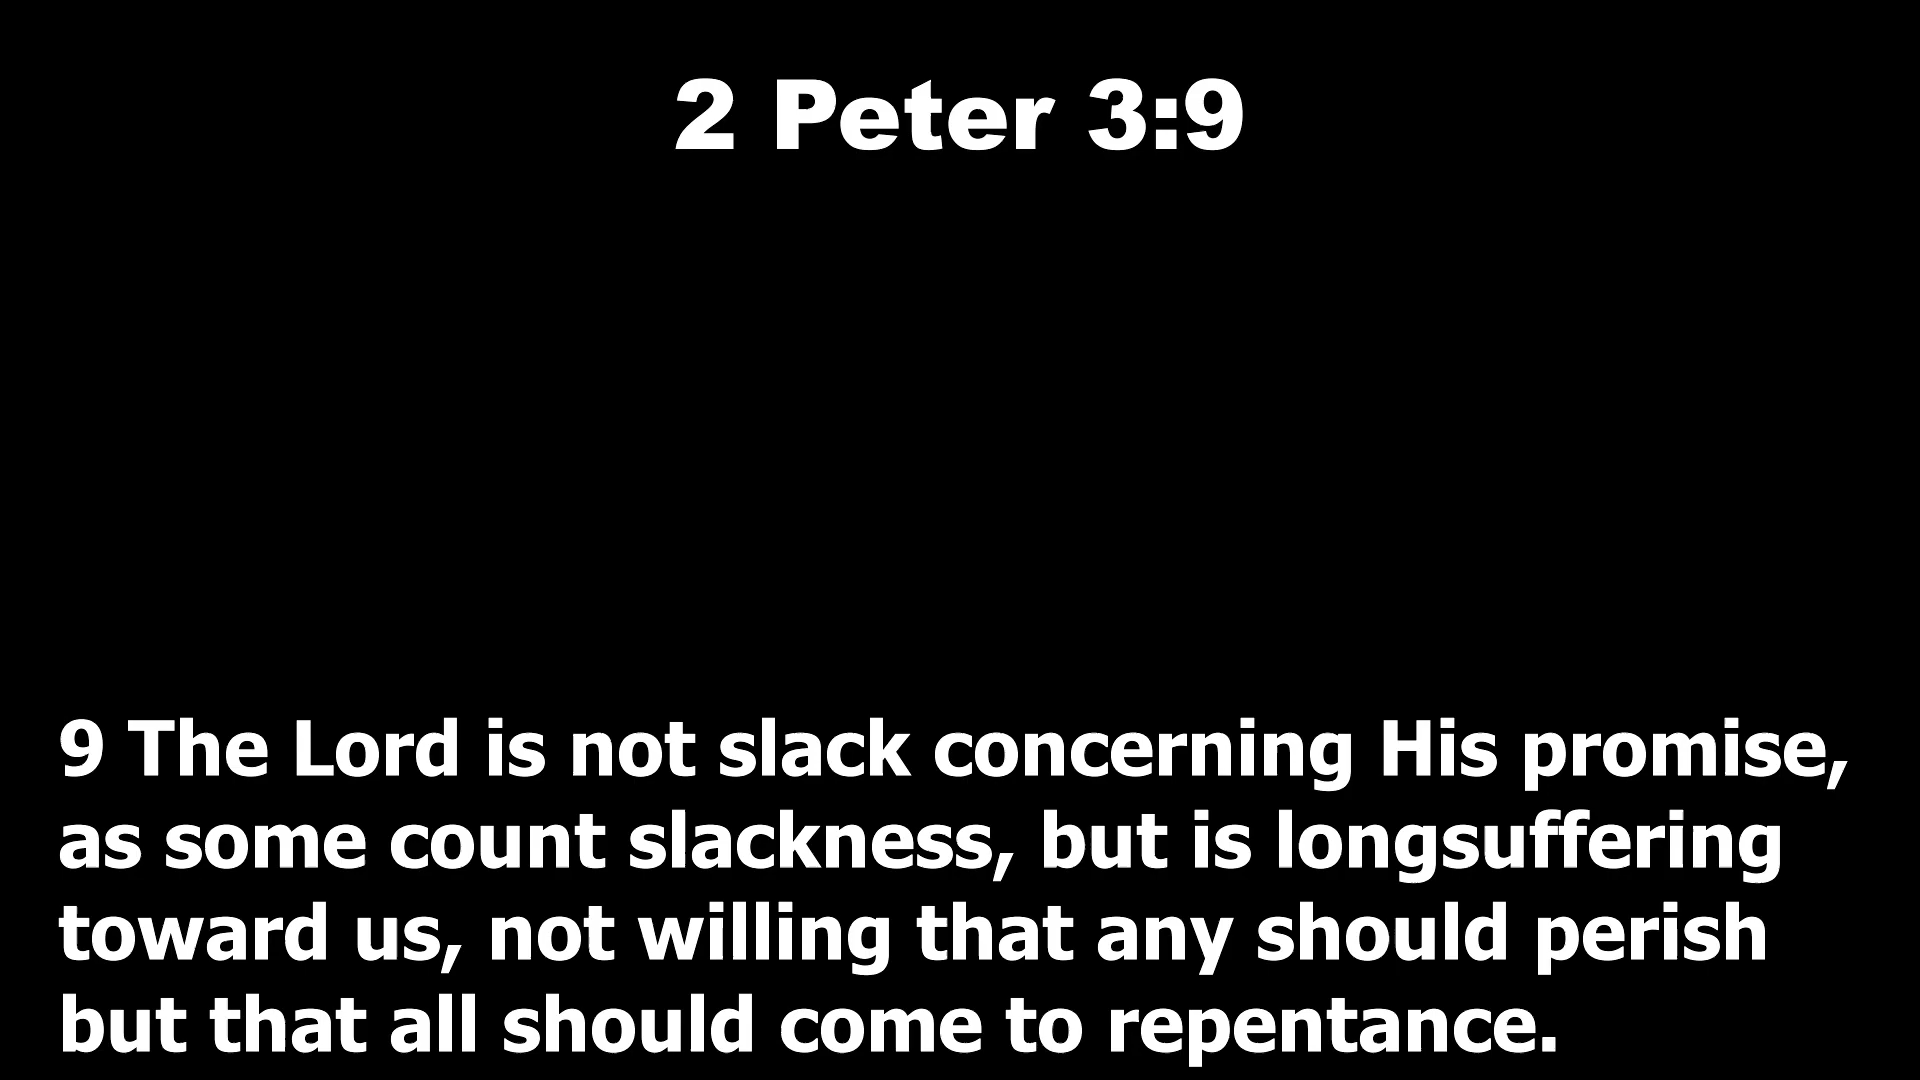 2 Peter 3:9
9 The Lord is not slack concerning His promise,
as some count slackness, but is longsuffering
toward us, not willing that any should perish
but that all should come to repentance.